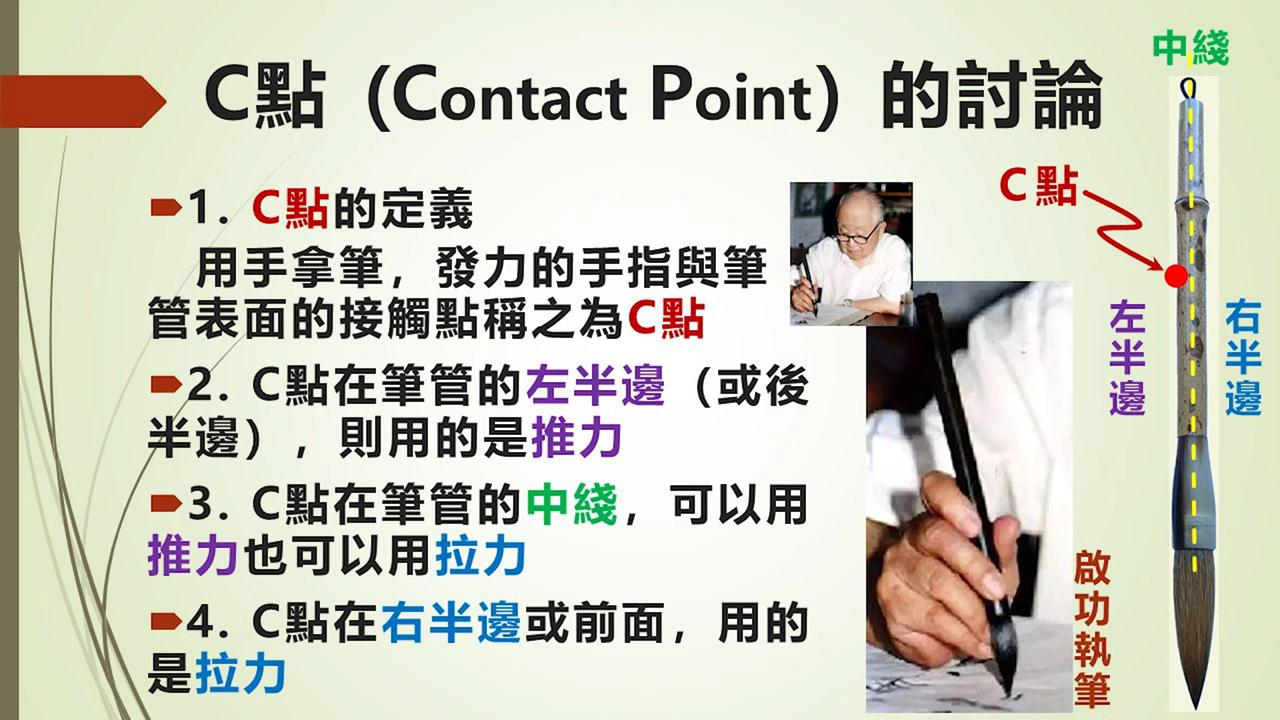 C點（Contact Point）的討論
1. C點的定義
用手拿筆，發力的手指與筆
管表面的接觸點稱之為C點
2. C點在筆管的左半邊（或後
半邊），則用的是推力
3. C點在筆管的中綫，可以用
推力也可以用拉力
4. C點在右半邊或前面，用的
是拉力
中綫
C點
左半邊
右半邊
啟功執筆